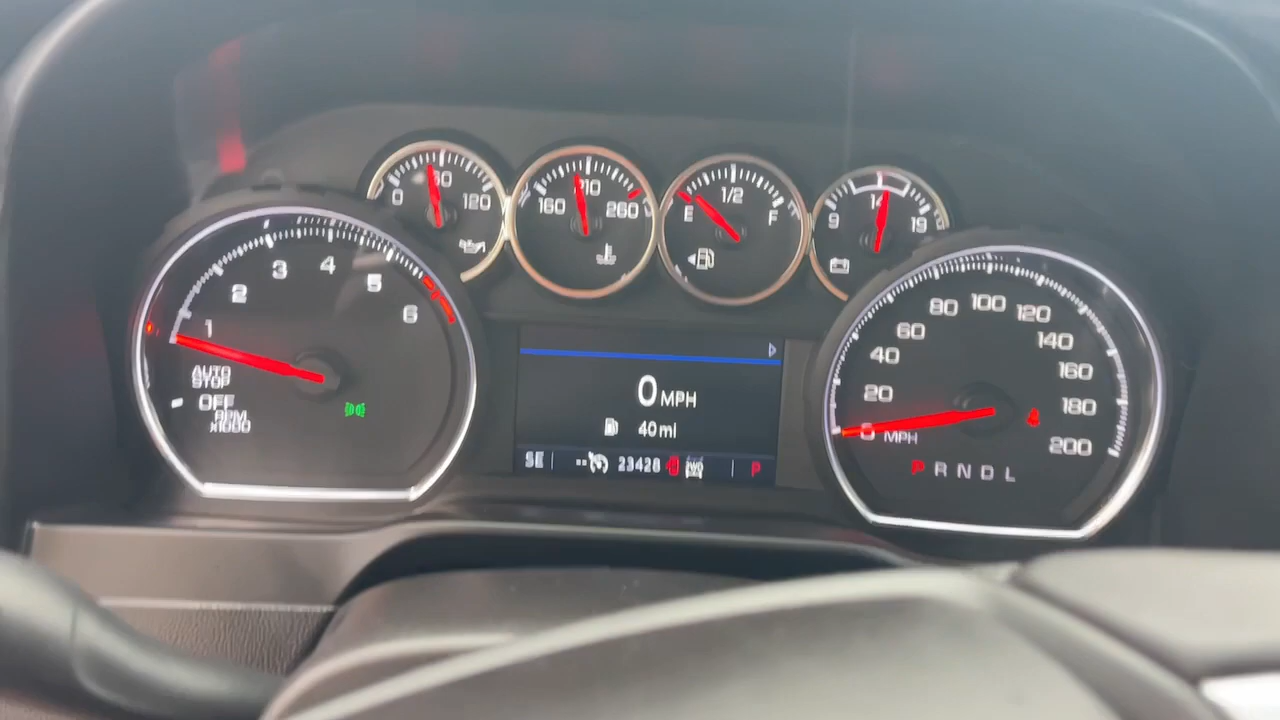 0 60 120
160 210 260
E 1/2 F
9 14 19
1 2 3 4 5 6
AUTO STOP
OFF
RPM
x1000
0 MPH
40 mi
SE -- 23428 P
0 20 40 60 80 100 120 140 160 180 200
MPH
P R N D L